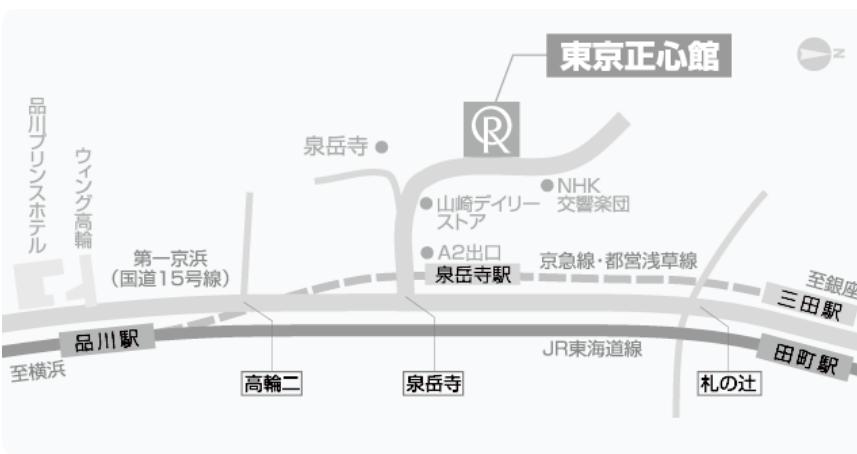 東京正心館
N
R
品川プリンスホテル
ウィング高輪
泉岳寺
山崎デイリー
ストア
NHK
交響楽団
A2出口
第一京浜
(国道15号線)
泉岳寺駅
京急線・都営浅草線
至銀座
三田駅
品川駅
至横浜
JR東海道線
田町駅
高輪二
泉岳寺
札の辻